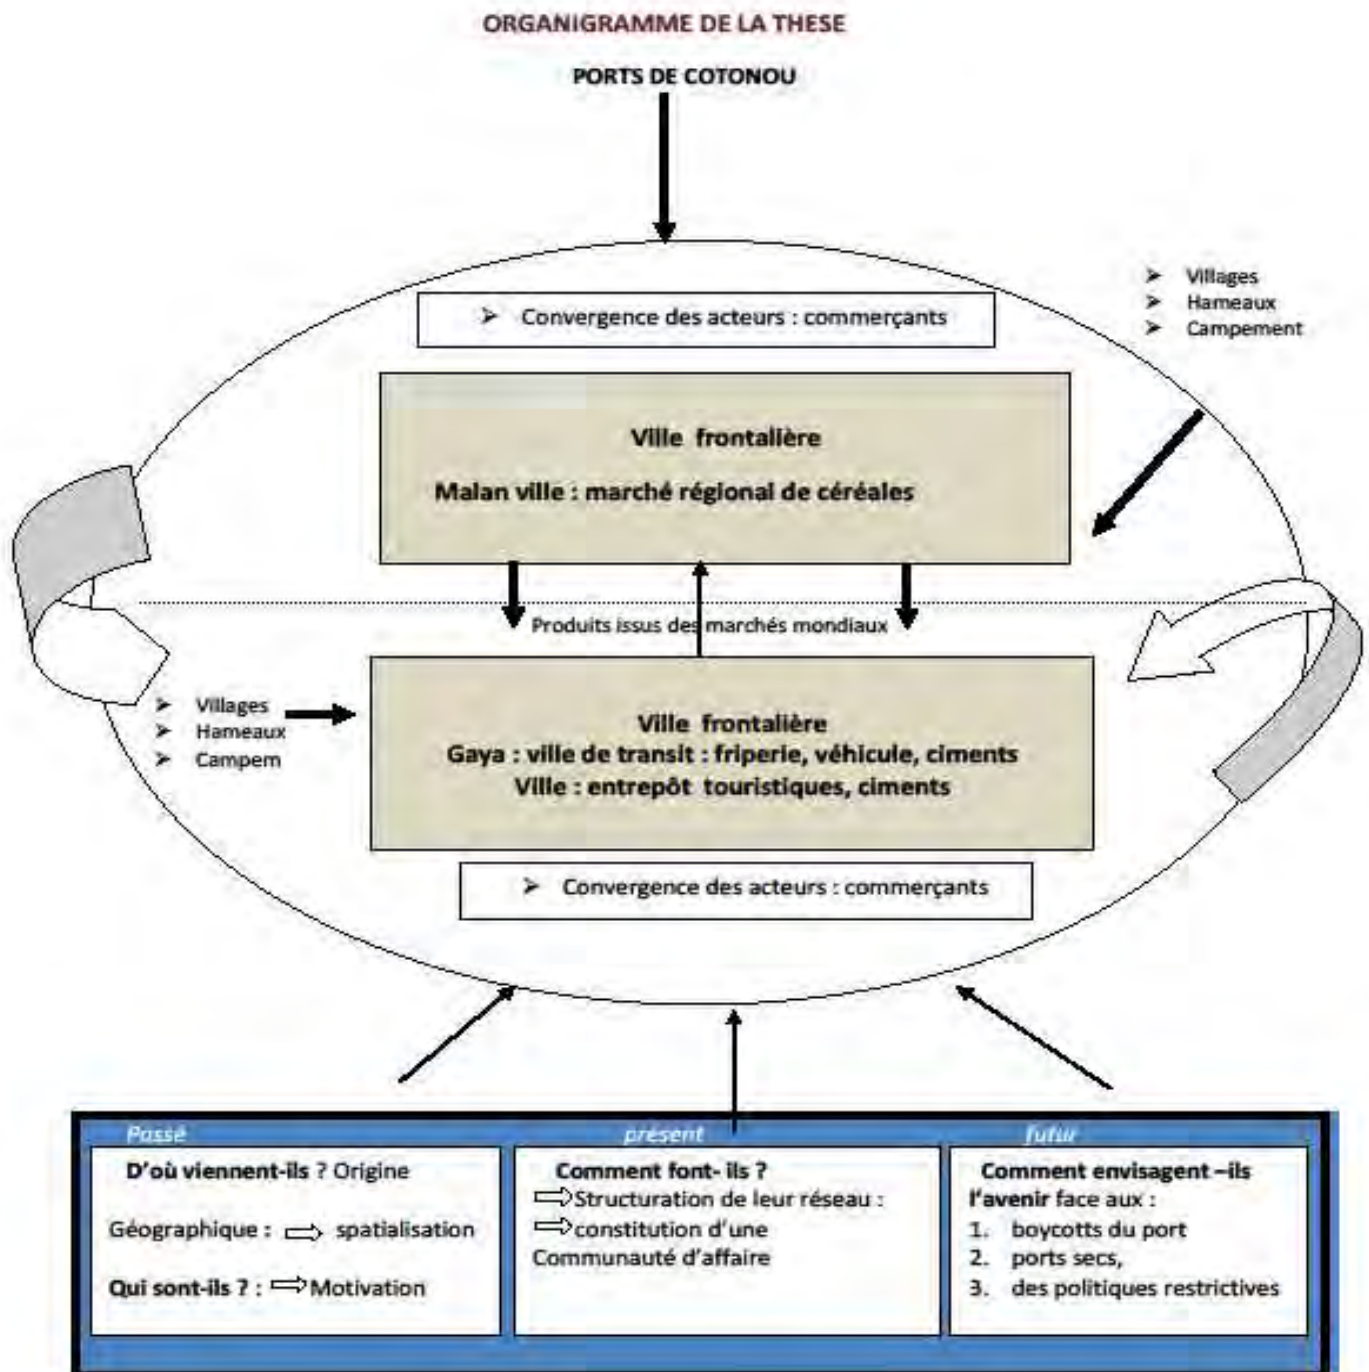 ORGANIGRAMME DE LA THESE
PORTS DE COTONOU
➢ Villages
➢ Hameaux
➢ Campement
➢ Convergence des acteurs : commerçants
Ville frontalière
Malan ville : marché régional de céréales
Produits issus des marchés mondiaux
➢ Villages
➢ Hameaux
➢ Campem
Ville frontalière
Gaya : ville de transit : friperie, véhicule, ciments
Ville : entrepôt touristiques, ciments
➢ Convergence des acteurs : commerçants
Passé
D'où viennent-ils ? Origine
Géographique : ⇨ spatialisation
Qui sont-ils ? : ⇨ Motivation
présent
Comment font- ils ?
⇨ Structuration de leur réseau :
⇨ constitution d'une
Communauté d'affaire
futur
Comment envisagent –ils
l'avenir face aux :
1. boycotts du port
2. ports secs,
3. des politiques restrictives